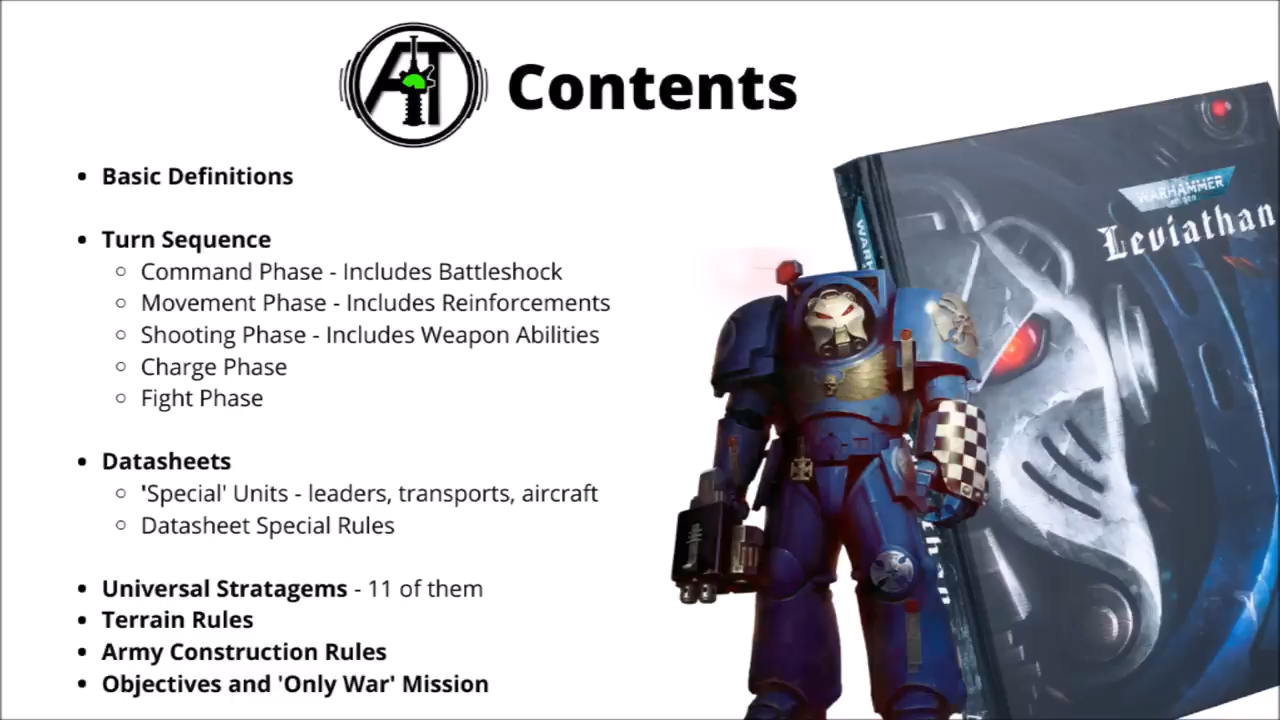 AT
Contents
• Basic Definitions
• Turn Sequence
○ Command Phase - Includes Battleshock
○ Movement Phase - Includes Reinforcements
○ Shooting Phase - Includes Weapon Abilities
○ Charge Phase
○ Fight Phase
• Datasheets
○ 'Special' Units - leaders, transports, aircraft
○ Datasheet Special Rules
• Universal Stratagems - 11 of them
• Terrain Rules
• Army Construction Rules
• Objectives and 'Only War' Mission
WARHAMMER
Leviathan